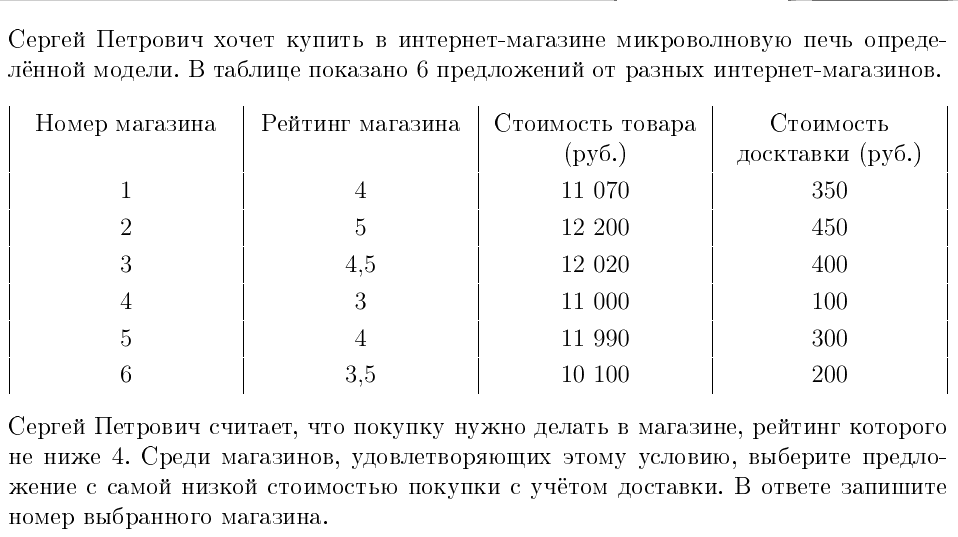 Сергей Петрович хочет купить в интернет-магазине микроволновую печь опреде-
лённой модели. В таблице показано 6 предложений от разных интернет-магазинов.
Номер магазина Рейтинг магазина Стоимость товара (руб.) Стоимость досктавки (руб.)
1 4 11 070 350
2 5 12 200 450
3 4,5 12 020 400
4 3 11 000 100
5 4 11 990 300
6 3,5 10 100 200
Сергей Петрович считает, что покупку нужно делать в магазине, рейтинг которого
не ниже 4. Среди магазинов, удовлетворяющих этому условию, выберите предло-
жение с самой низкой стоимостью покупки с учётом доставки. В ответе запишите
номер выбранного магазина.